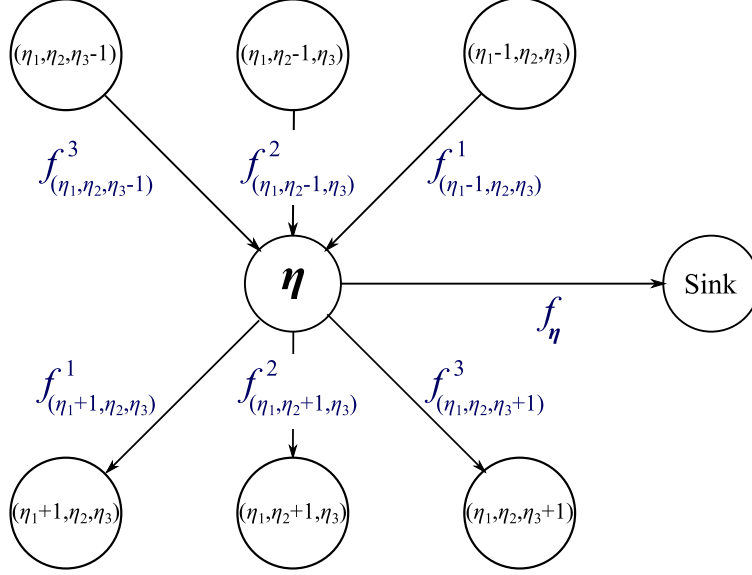 (η₁,η₂,η₃-1) (η₁,η₂-1,η₃) (η₁-1,η₂,η₃)
f³(η₁,η₂,η₃-1) f²(η₁,η₂-1,η₃) f¹(η₁-1,η₂,η₃)
η Sink
f_η
f¹(η₁+1,η₂,η₃) f²(η₁,η₂+1,η₃) f³(η₁,η₂,η₃+1)
(η₁+1,η₂,η₃) (η₁,η₂+1,η₃) (η₁,η₂,η₃+1)